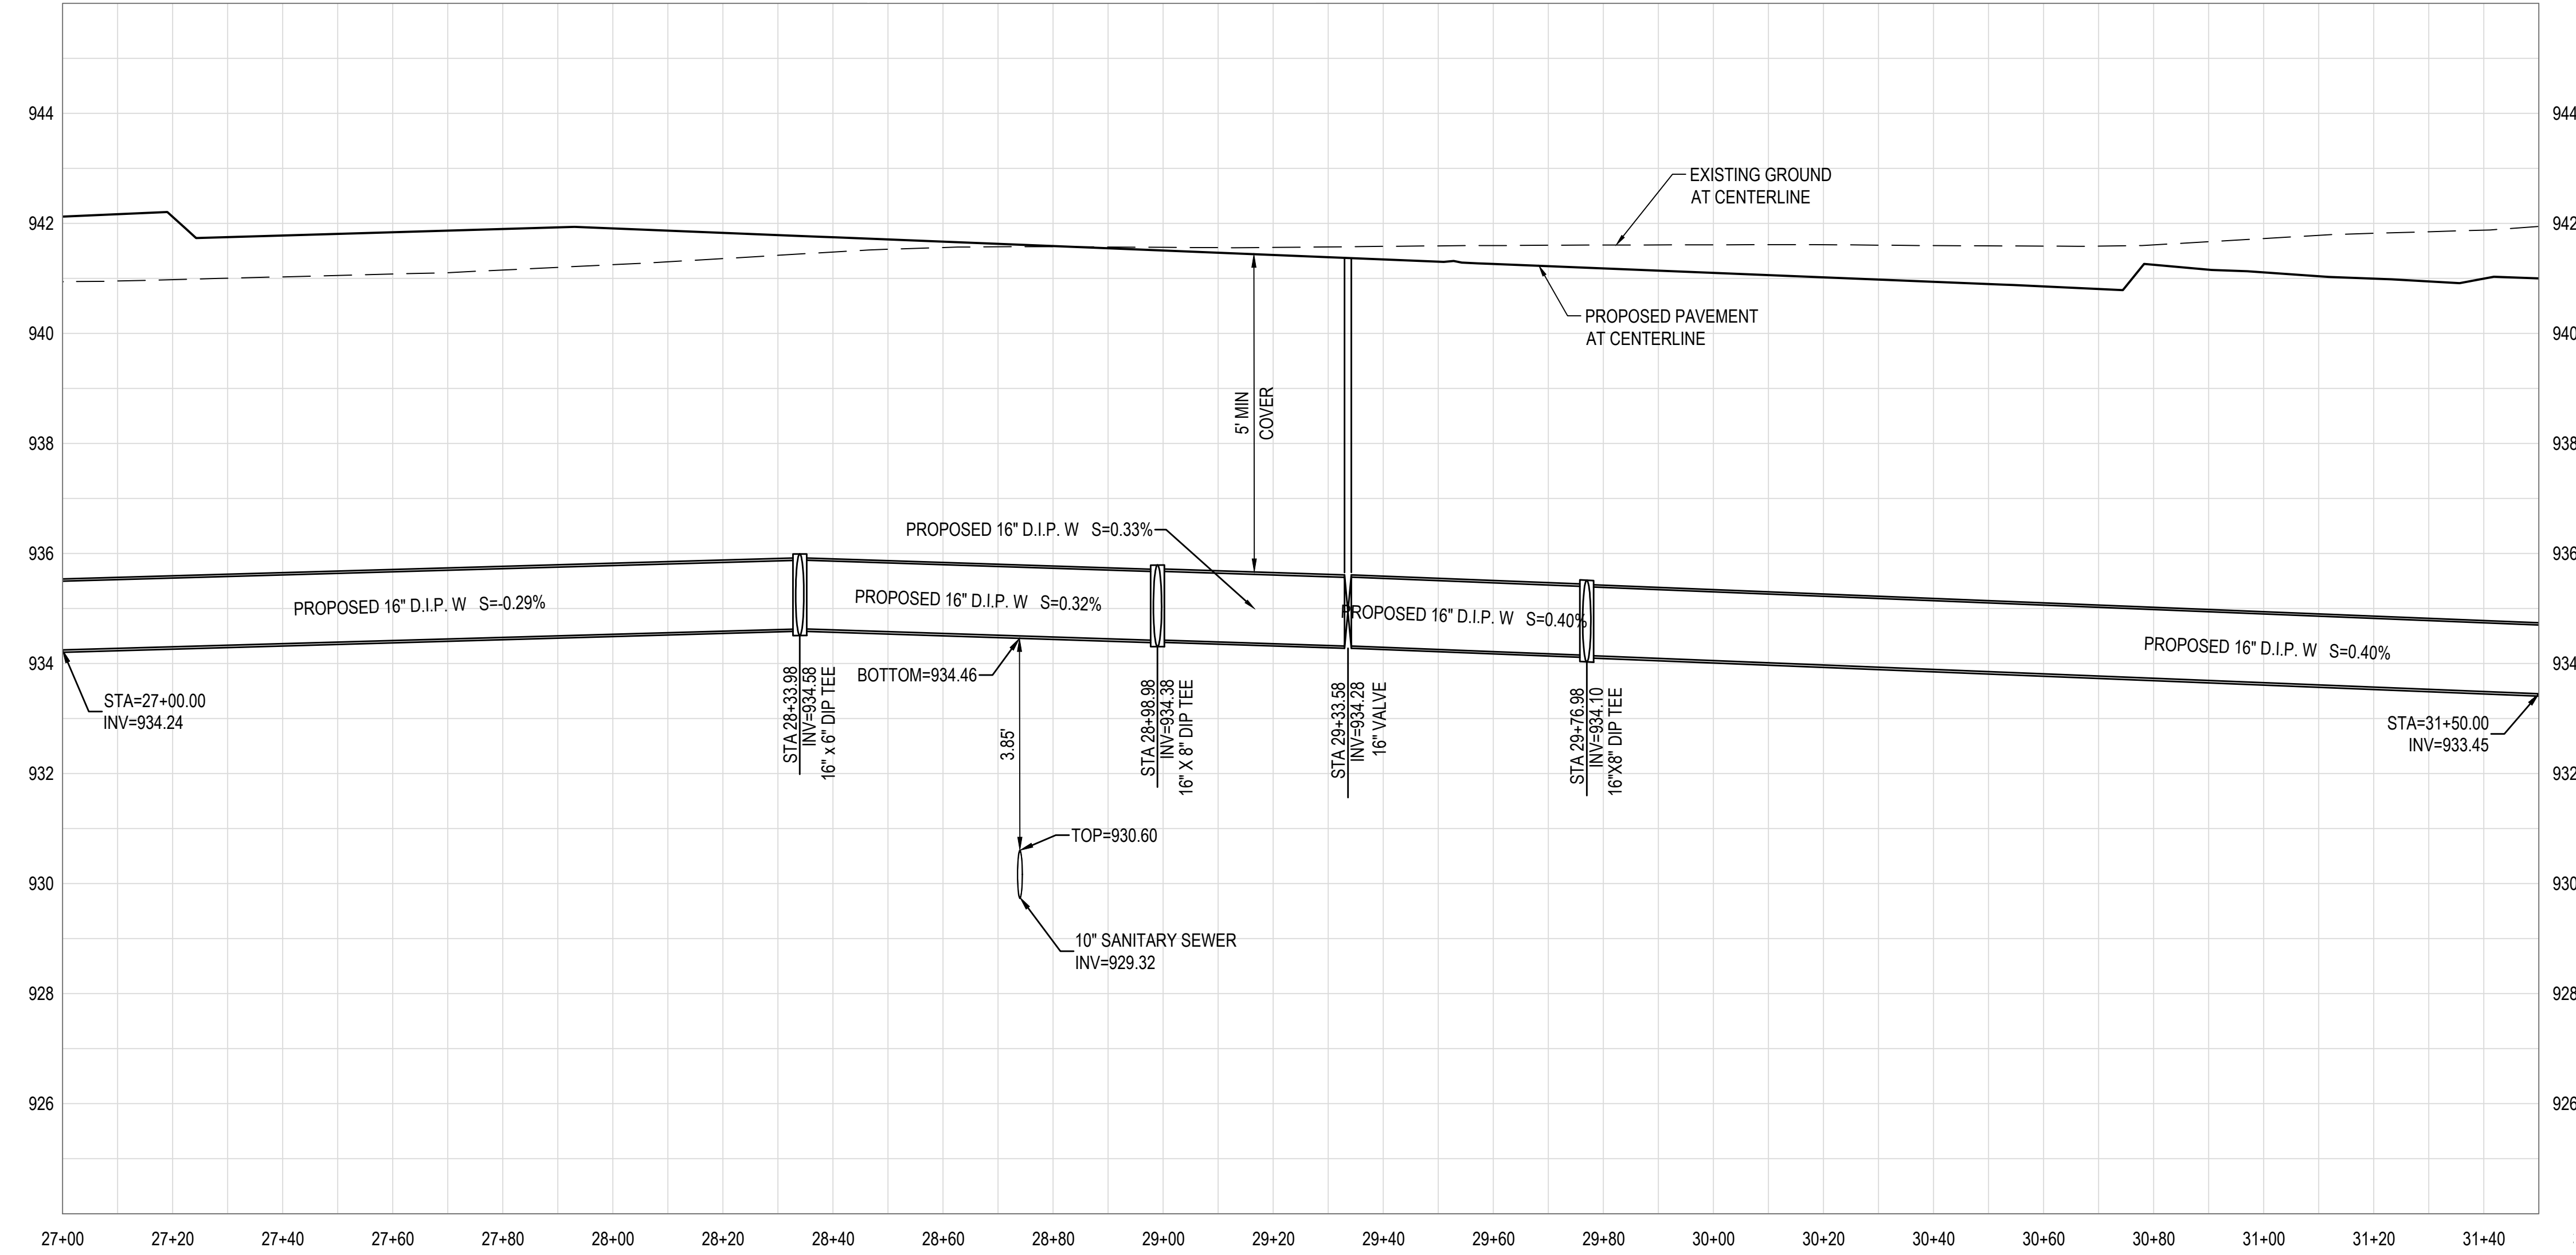 944
944
EXISTING GROUND
AT CENTERLINE
942
942
PROPOSED PAVEMENT
AT CENTERLINE
940
940
5' MIN
COVER
938
938
PROPOSED 16" D.I.P. W S=0.33%
936
936
PROPOSED 16" D.I.P. W S=-0.29%
PROPOSED 16" D.I.P. W S=0.32%
PROPOSED 16" D.I.P. W S=0.40%
PROPOSED 16" D.I.P. W S=0.40%
934
934
STA=27+00.00
INV=934.24
STA 28+33.98
INV=934.58
16" x 6" DIP TEE
BOTTOM=934.46
3.85'
STA 28+98.98
INV=934.38
16" X 8" DIP TEE
STA 29+33.58
INV=934.28
16" VALVE
STA 29+76.98
INV=934.10
16"X8" DIP TEE
STA=31+50.00
INV=933.45
932
932
TOP=930.60
930
930
10" SANITARY SEWER
INV=929.32
928
928
926
926
27+00 27+20 27+40 27+60 27+80 28+00 28+20 28+40 28+60 28+80 29+00 29+20 29+40 29+60 29+80 30+00 30+20 30+40 30+60 30+80 31+00 31+20 31+40